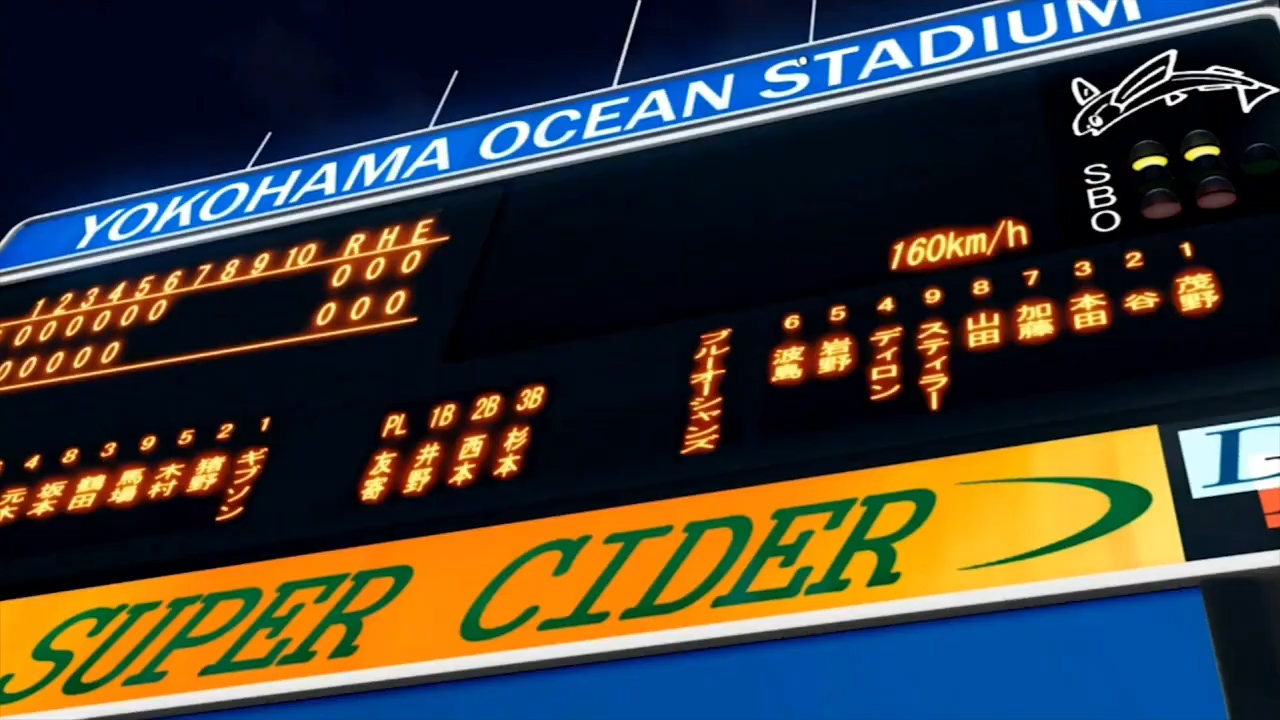 YOKOHAMA OCEAN STADIUM
1 2 3 4 5 6 7 8 9 10 R H E
0 0 0 0 0 0 0 0 0
0 0 0 0 0 0 0 0
160km/h
S
B
O
ブルーオーシャンズ
6 5 4 9 8 7 3 2 1
波島 岩野 ディロン スティラー 山田 加藤 本田 谷 茂野
4 8 3 9 5 2 1
坂本 鶴田 馬場 木村 猪野 ギブソン
PL 1B 2B 3B
友寄 井野 西本 杉本
SUPER CIDER